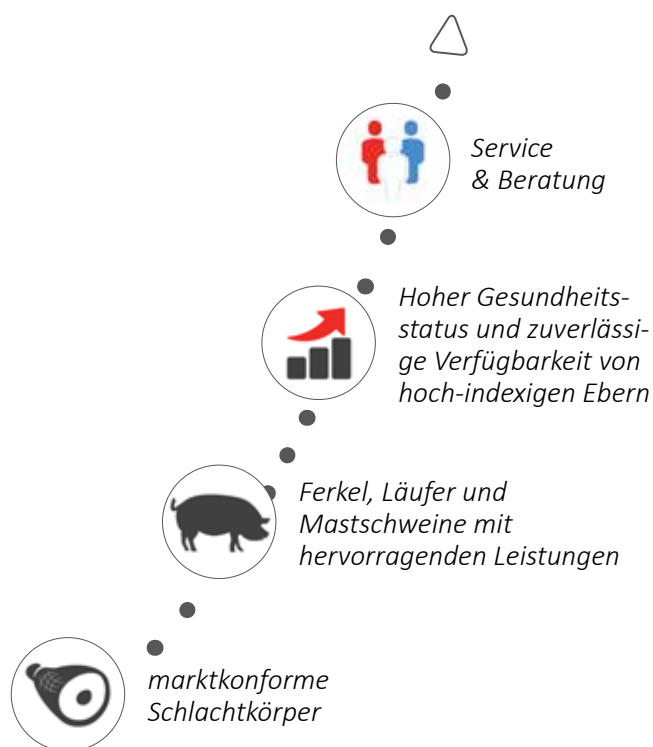 Service
& Beratung
Hoher Gesundheits-
status und zuverlässi-
ge Verfügbarkeit von
hoch-indexigen Ebern
Ferkel, Läufer und
Mastschweine mit
hervorragenden Leistungen
marktkonforme
Schlachtkörper